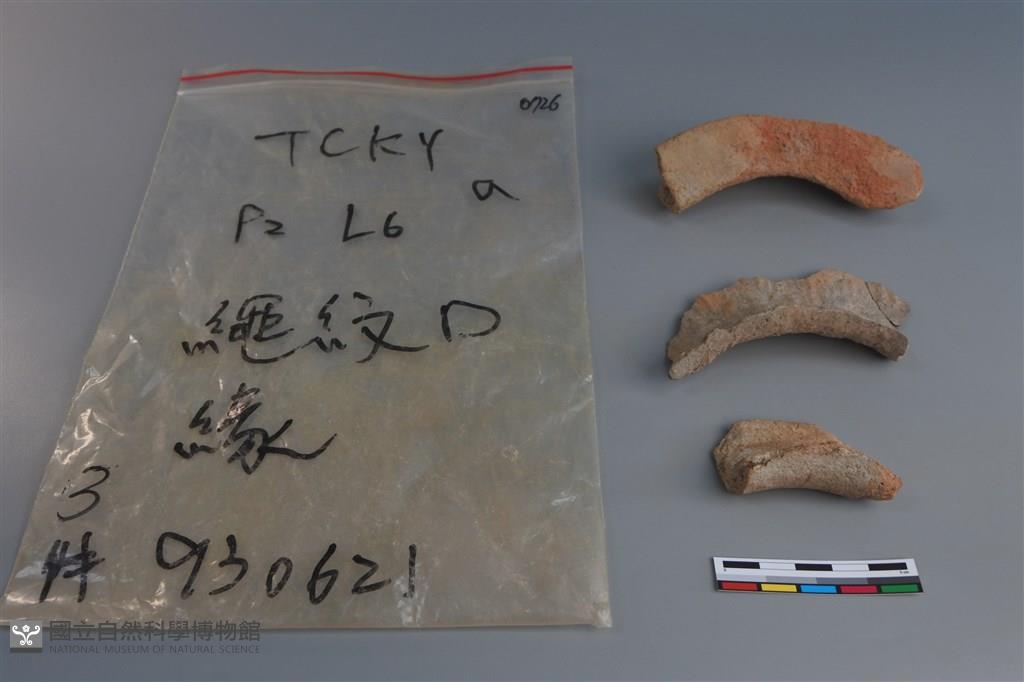 0726
TCKY
a
P2 L6
繩紋口
緣
3
件 930621
國立自然科學博物館
NATIONAL MUSEUM OF NATURAL SCIENCE